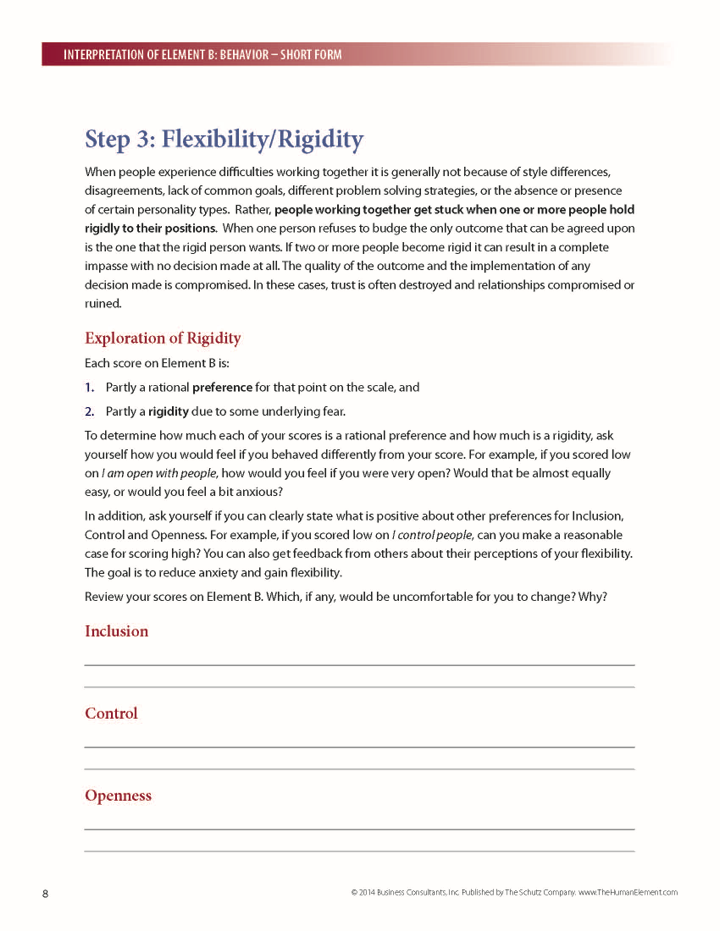 INTERPRETATION OF ELEMENT B: BEHAVIOR – SHORT FORM
Step 3: Flexibility/Rigidity
When people experience difficulties working together it is generally not because of style differences,
disagreements, lack of common goals, different problem solving strategies, or the absence or presence
of certain personality types. Rather, people working together get stuck when one or more people hold
rigidly to their positions. When one person refuses to budge the only outcome that can be agreed upon
is the one that the rigid person wants. If two or more people become rigid it can result in a complete
impasse with no decision made at all. The quality of the outcome and the implementation of any
decision made is compromised. In these cases, trust is often destroyed and relationships compromised or
ruined.
Exploration of Rigidity
Each score on Element B is:
1. Partly a rational preference for that point on the scale, and
2. Partly a rigidity due to some underlying fear.
To determine how much each of your scores is a rational preference and how much is a rigidity, ask
yourself how you would feel if you behaved differently from your score. For example, if you scored low
on I am open with people, how would you feel if you were very open? Would that be almost equally
easy, or would you feel a bit anxious?
In addition, ask yourself if you can clearly state what is positive about other preferences for Inclusion,
Control and Openness. For example, if you scored low on I control people, can you make a reasonable
case for scoring high? You can also get feedback from others about their perceptions of your flexibility.
The goal is to reduce anxiety and gain flexibility.
Review your scores on Element B. Which, if any, would be uncomfortable for you to change? Why?
Inclusion
Control
Openness
8
© 2014 Business Consultants, Inc. Published by The Schutz Company. www.TheHumanElement.com